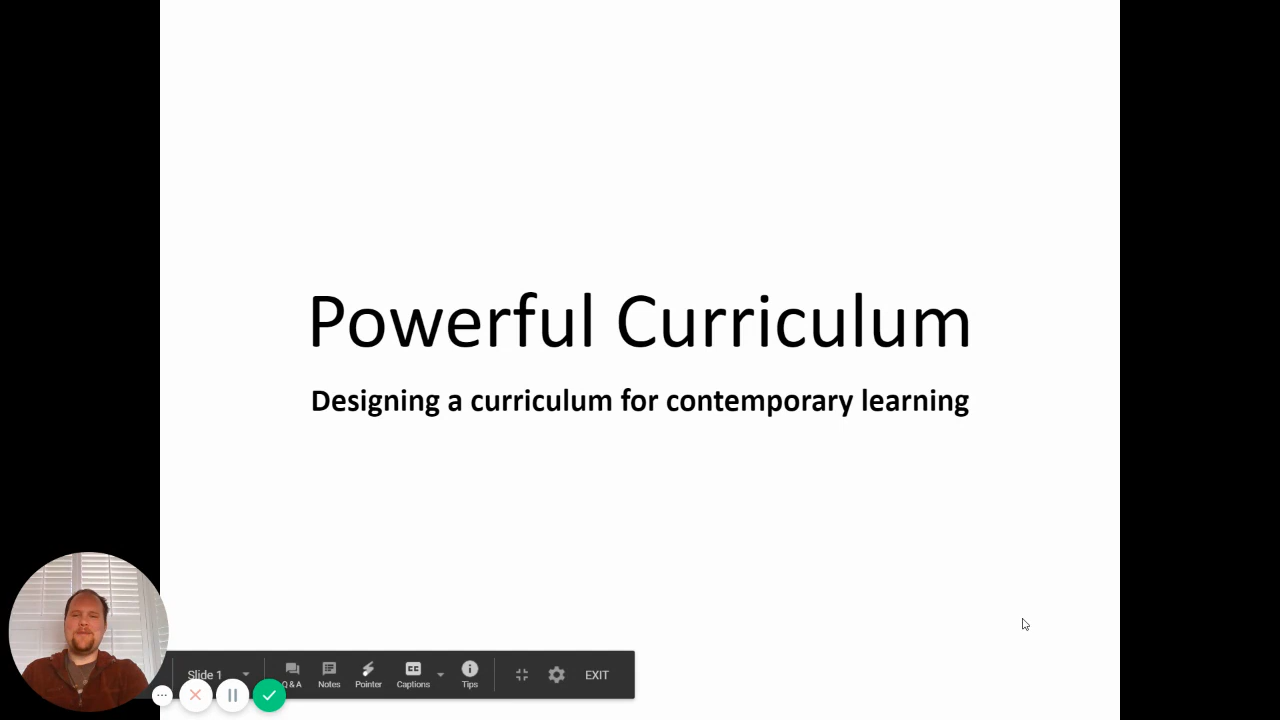 Powerful Curriculum
Designing a curriculum for contemporary learning
Slide 1
Q & A
Notes
Pointer
Captions
Tips
EXIT